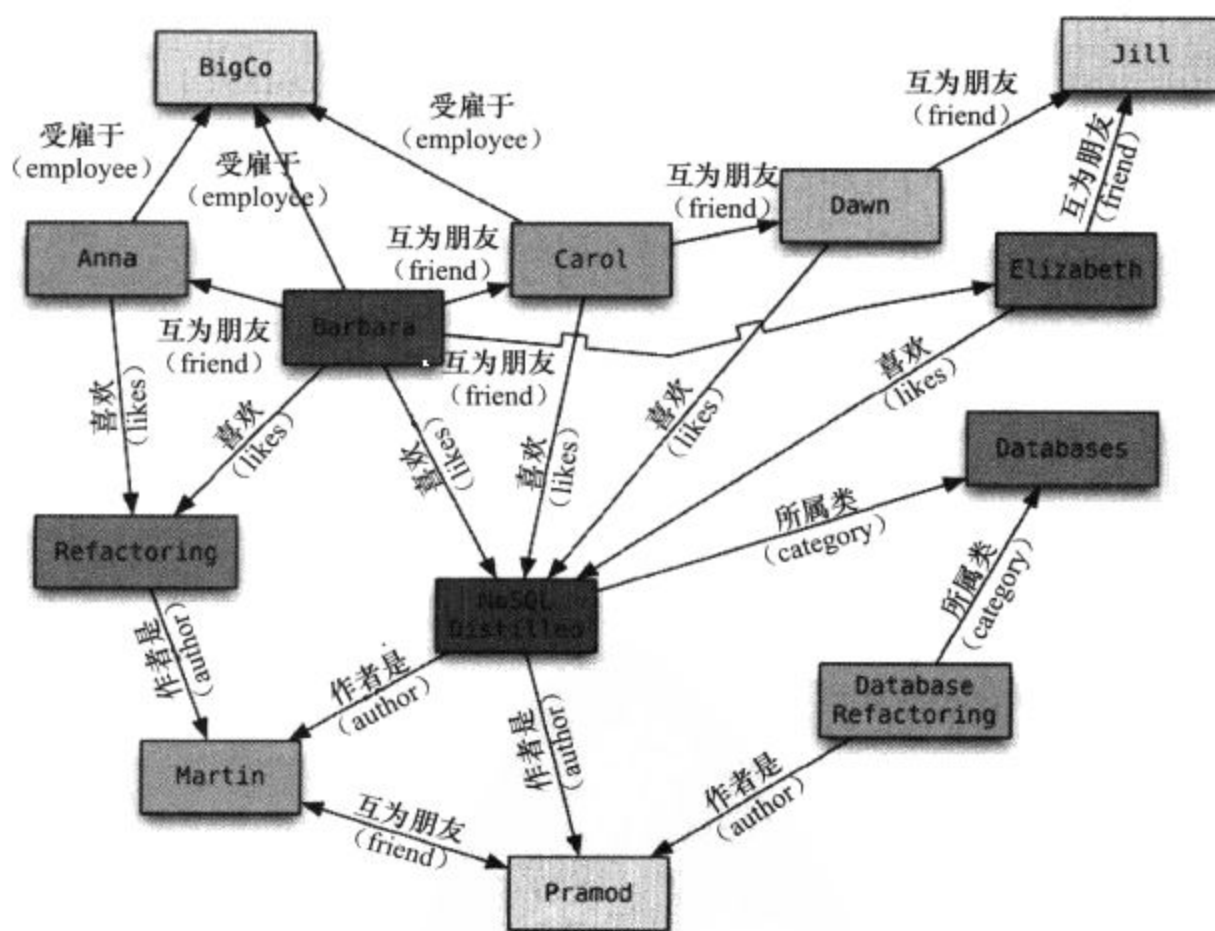 BigCo
Jill
互为朋友
(friend)
受雇于
(employee)
受雇于
(employee)
受雇于
(employee)
互为朋友
(friend)
互为朋友
(friend)
Dawn
Anna
互为朋友
(friend)
Carol
Elizabeth
Barbara
互为朋友
(friend)
互为朋友
(friend)
喜欢
(likes)
喜欢
(likes)
喜欢
(likes)
喜欢
(likes)
喜欢
(likes)
喜欢
(likes)
Databases
所属类
(category)
Refactoring
NoSQL
Distilled
所属类
(category)
作者是
(author)
作者是
(author)
作者是
(author)
Database
Refactoring
Martin
作者是
(author)
互为朋友
(friend)
Pramod